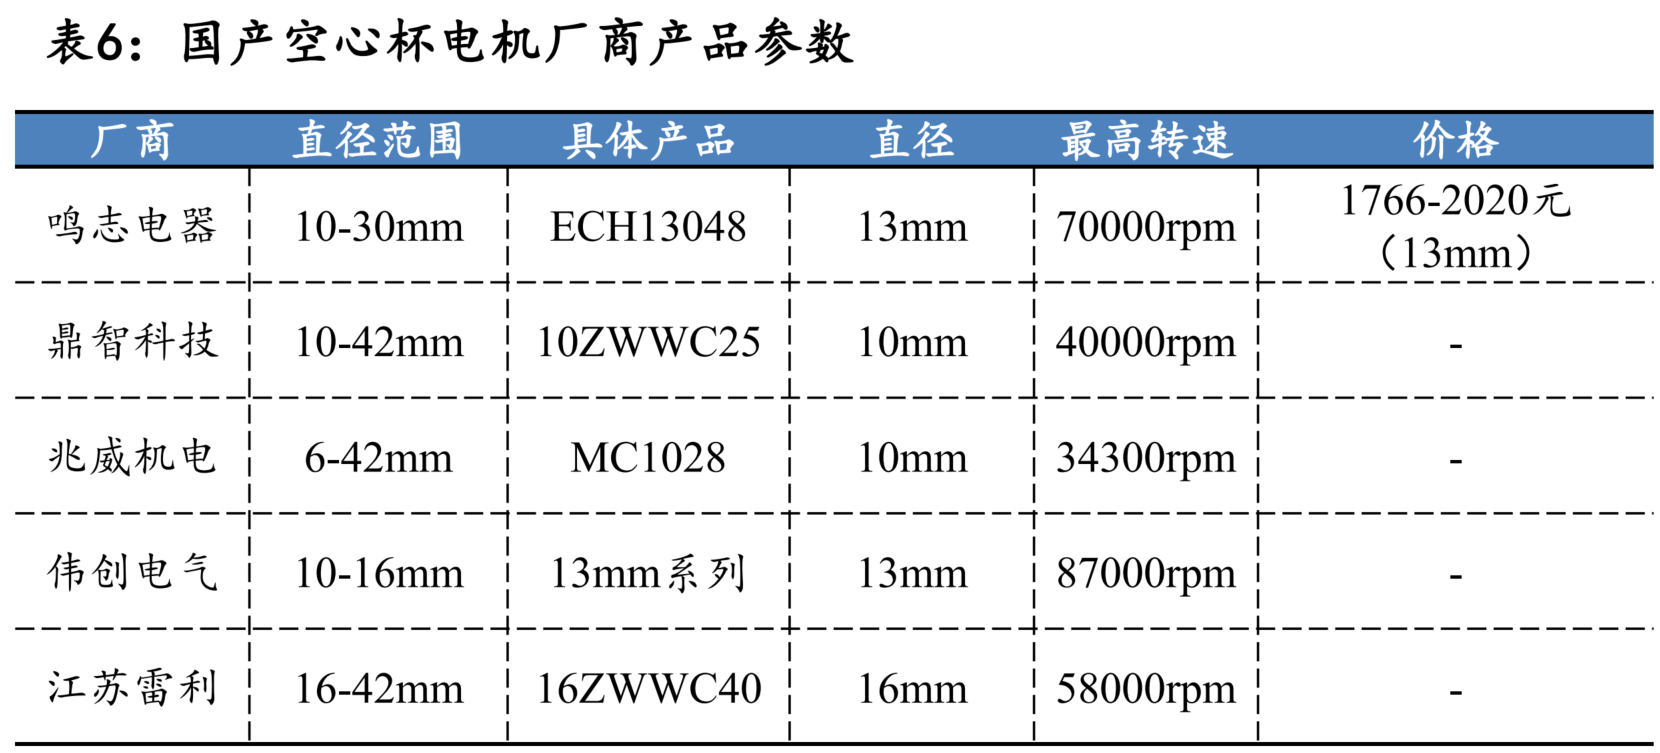 表6：国产空心杯电机厂商产品参数
厂商 直径范围 具体产品 直径 最高转速 价格
鸣志电器 10-30mm ECH13048 13mm 70000rpm 1766-2020元
（13mm）
鼎智科技 10-42mm 10ZWWC25 10mm 40000rpm -
兆威机电 6-42mm MC1028 10mm 34300rpm -
伟创电气 10-16mm 13mm系列 13mm 87000rpm -
江苏雷利 16-42mm 16ZWWC40 16mm 58000rpm -